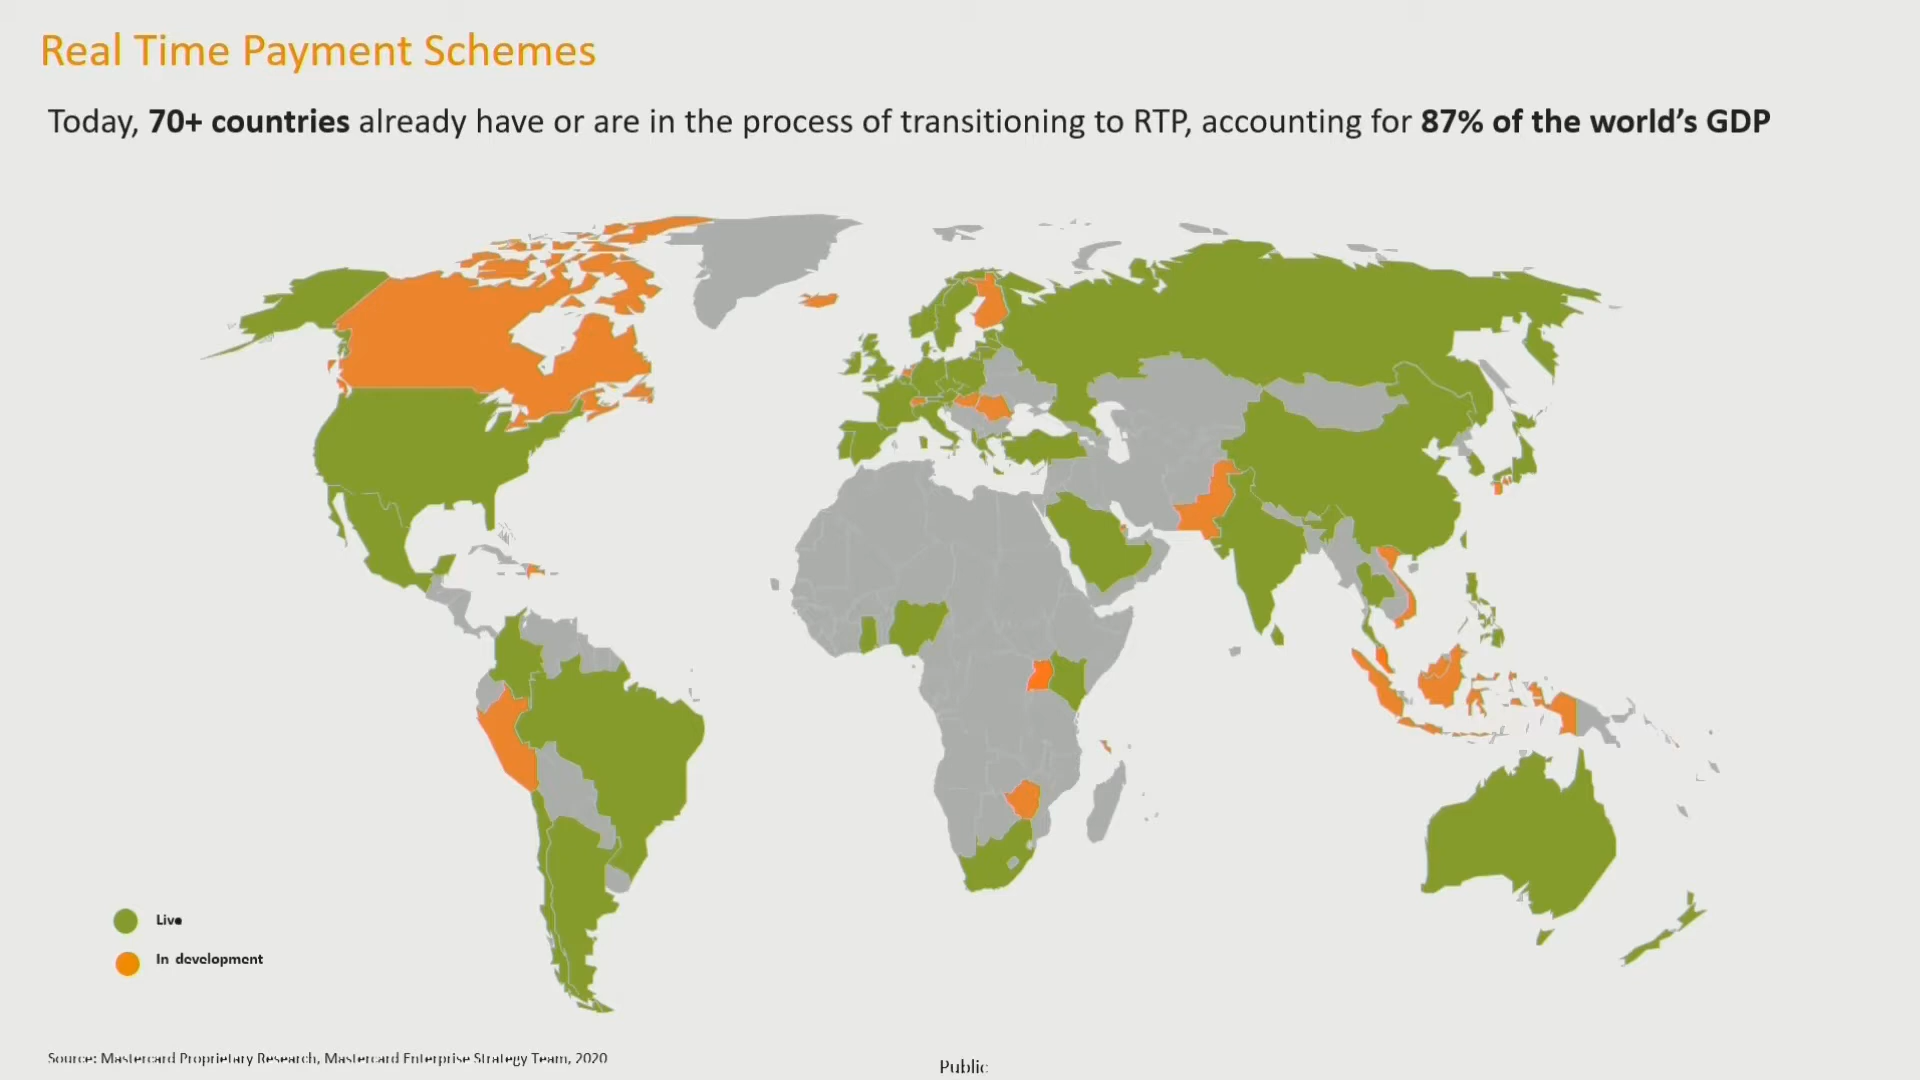 Real Time Payment Schemes
Today, 70+ countries already have or are in the process of transitioning to RTP, accounting for 87% of the world’s GDP
Live
In development
Source: Mastercard Proprietary Research, Mastercard Enterprise Strategy Team, 2020
Public